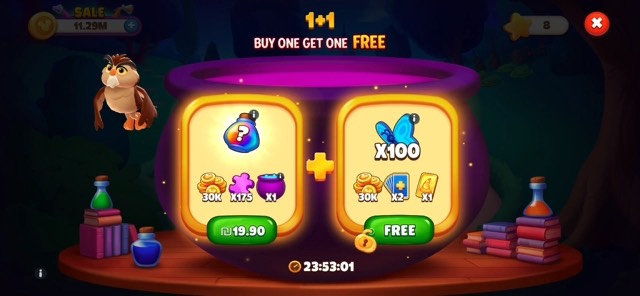 SALE
11.29M
1+1
BUY ONE GET ONE FREE
8
?
i
i
X100
30K
X175
i
X1
30K
X2
X1
₪19.90
FREE
23:53:01
i